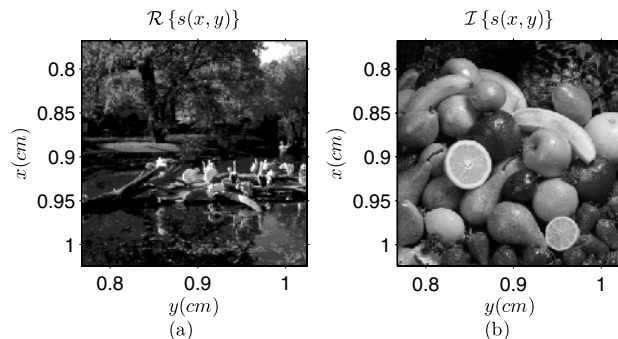 ℛ {s(x, y)}
0.8
0.85
0.9
0.95
1
x(cm)
0.8 0.9 1
y(cm)
(a)
ℐ {s(x, y)}
0.8
0.85
0.9
0.95
1
x(cm)
0.8 0.9 1
y(cm)
(b)